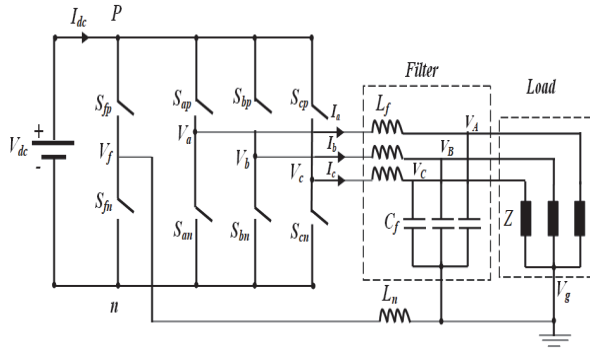 I_dc P
Filter
Load
S_fp S_ap S_bp S_cp
I_a L_f V_A
V_dc + - V_f V_a V_b V_c I_b I_c V_B V_C
S_fn S_an S_bn S_cn C_f Z
n L_n V_g